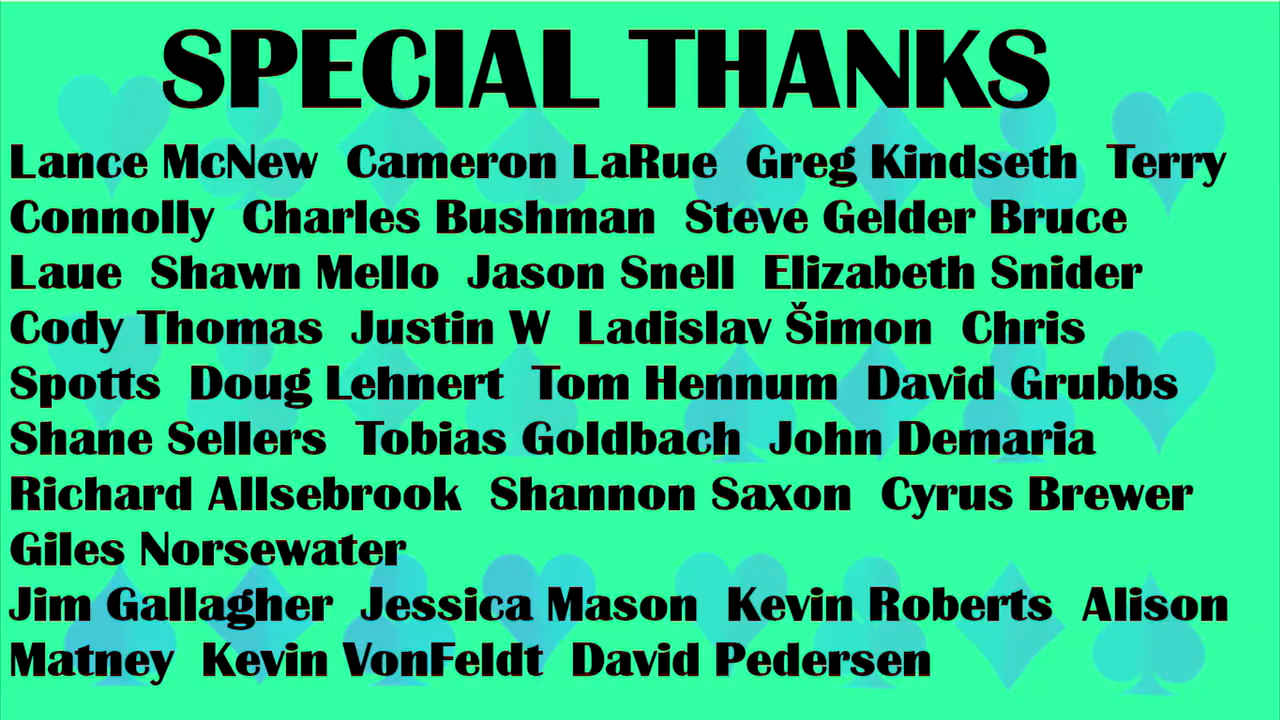 SPECIAL THANKS
Lance McNew Cameron LaRue Greg Kindseth Terry
Connolly Charles Bushman Steve Gelder Bruce
Laue Shawn Mello Jason Snell Elizabeth Snider
Cody Thomas Justin W Ladislav Šimon Chris
Spotts Doug Lehnert Tom Hennum David Grubbs
Shane Sellers Tobias Goldbach John Demaria
Richard Allsebrook Shannon Saxon Cyrus Brewer
Giles Norsewater
Jim Gallagher Jessica Mason Kevin Roberts Alison
Matney Kevin VonFeldt David Pedersen